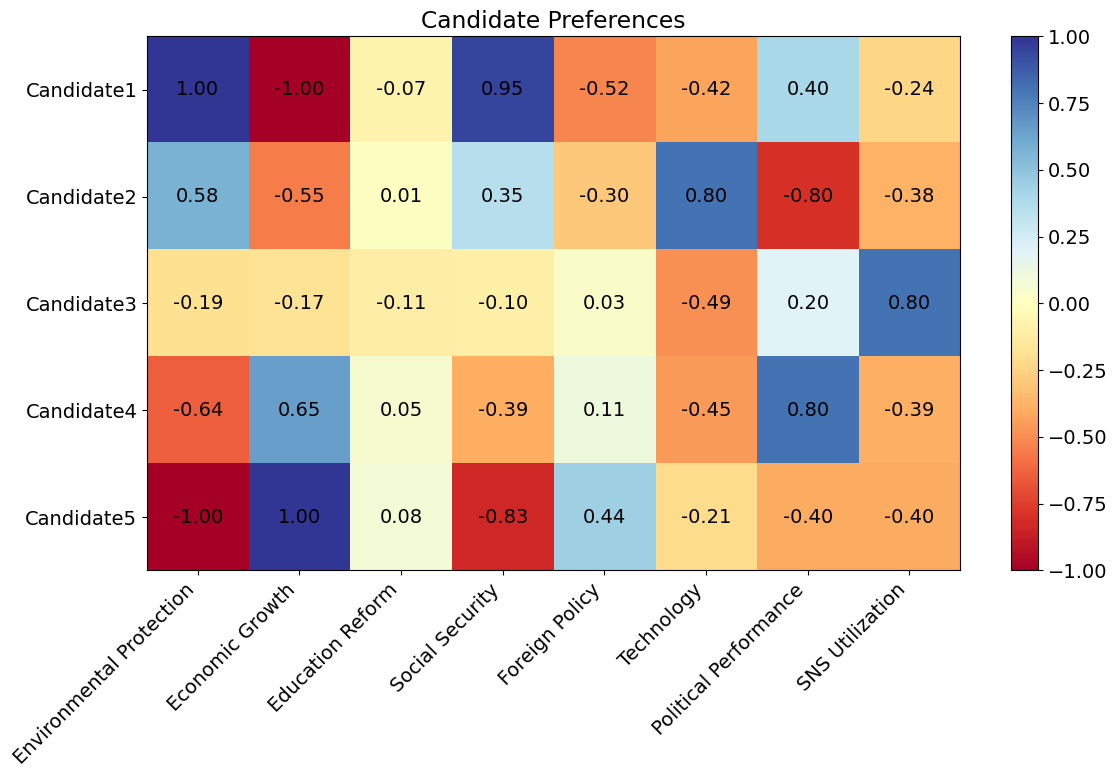 Candidate Preferences
Candidate1 1.00 -1.00 -0.07 0.95 -0.52 -0.42 0.40 -0.24
Candidate2 0.58 -0.55 0.01 0.35 -0.30 0.80 -0.80 -0.38
Candidate3 -0.19 -0.17 -0.11 -0.10 0.03 -0.49 0.20 0.80
Candidate4 -0.64 0.65 0.05 -0.39 0.11 -0.45 0.80 -0.39
Candidate5 -1.00 1.00 0.08 -0.83 0.44 -0.21 -0.40 -0.40
Environmental Protection
Economic Growth
Education Reform
Social Security
Foreign Policy
Technology
Political Performance
SNS Utilization
1.00
0.75
0.50
0.25
0.00
−0.25
−0.50
−0.75
−1.00